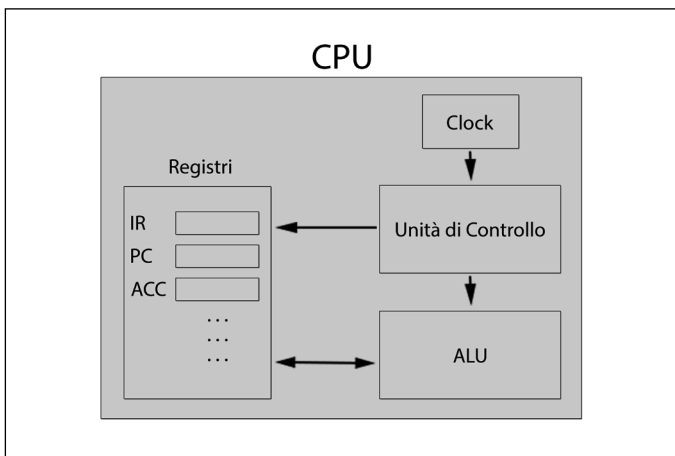 CPU
Clock
Registri
IR
Unità di Controllo
PC
ACC
...
...
...
ALU